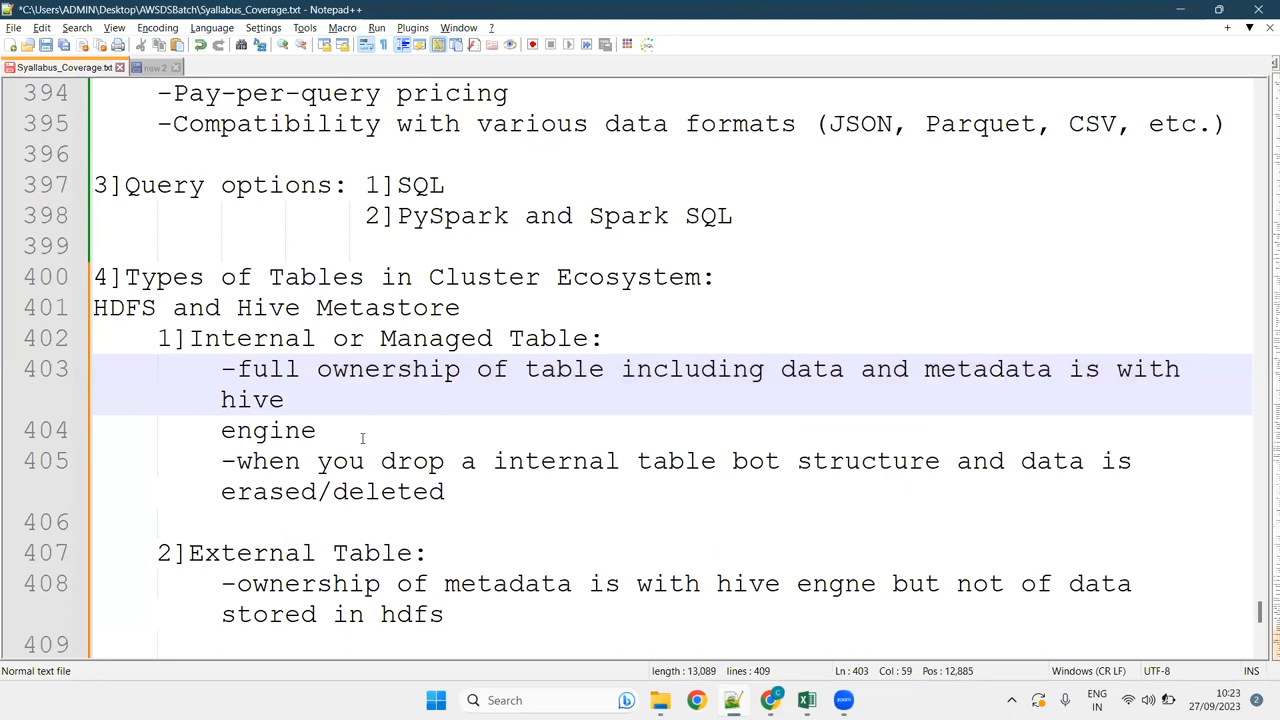 *C:\Users\ADMIN\Desktop\AWSDSBatch\Syallabus_Coverage.txt - Notepad++
File Edit Search View Encoding Language Settings Tools Macro Run Plugins Window ?
Syallabus_Coverage.txt new 2
394 -Pay-per-query pricing
395 -Compatibility with various data formats (JSON, Parquet, CSV, etc.)
396
397 3]Query options: 1]SQL
398 2]PySpark and Spark SQL
399
400 4]Types of Tables in Cluster Ecosystem:
401 HDFS and Hive Metastore
402 1]Internal or Managed Table:
403 -full ownership of table including data and metadata is with
hive
404 engine
405 -when you drop a internal table bot structure and data is
erased/deleted
406
407 2]External Table:
408 -ownership of metadata is with hive engne but not of data
stored in hdfs
409
Normal text file length : 13,089 lines : 409 Ln : 403 Col : 59 Pos : 12,885 Windows (CR LF) UTF-8 INS
Search ENG 10:23
IN 27/09/2023